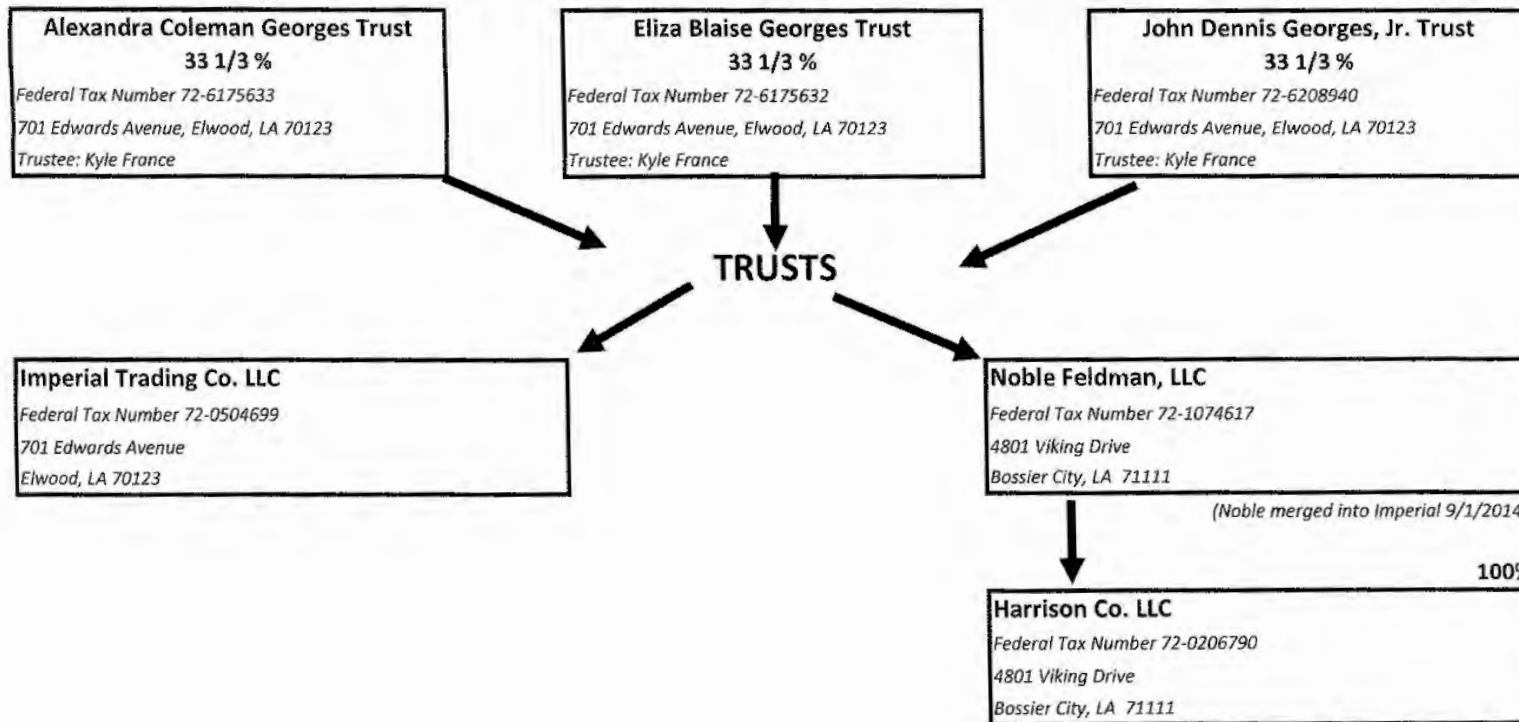 Alexandra Coleman Georges Trust
33 1/3 %
Federal Tax Number 72-6175633
701 Edwards Avenue, Elwood, LA 70123
Trustee: Kyle France
Eliza Blaise Georges Trust
33 1/3 %
Federal Tax Number 72-6175632
701 Edwards Avenue, Elwood, LA 70123
Trustee: Kyle France
John Dennis Georges, Jr. Trust
33 1/3 %
Federal Tax Number 72-6208940
701 Edwards Avenue, Elwood, LA 70123
Trustee: Kyle France
TRUSTS
Imperial Trading Co. LLC
Federal Tax Number 72-0504699
701 Edwards Avenue
Elwood, LA 70123
Noble Feldman, LLC
Federal Tax Number 72-1074617
4801 Viking Drive
Bossier City, LA 71111
(Noble merged into Imperial 9/1/2014
100%
Harrison Co. LLC
Federal Tax Number 72-0206790
4801 Viking Drive
Bossier City, LA 71111